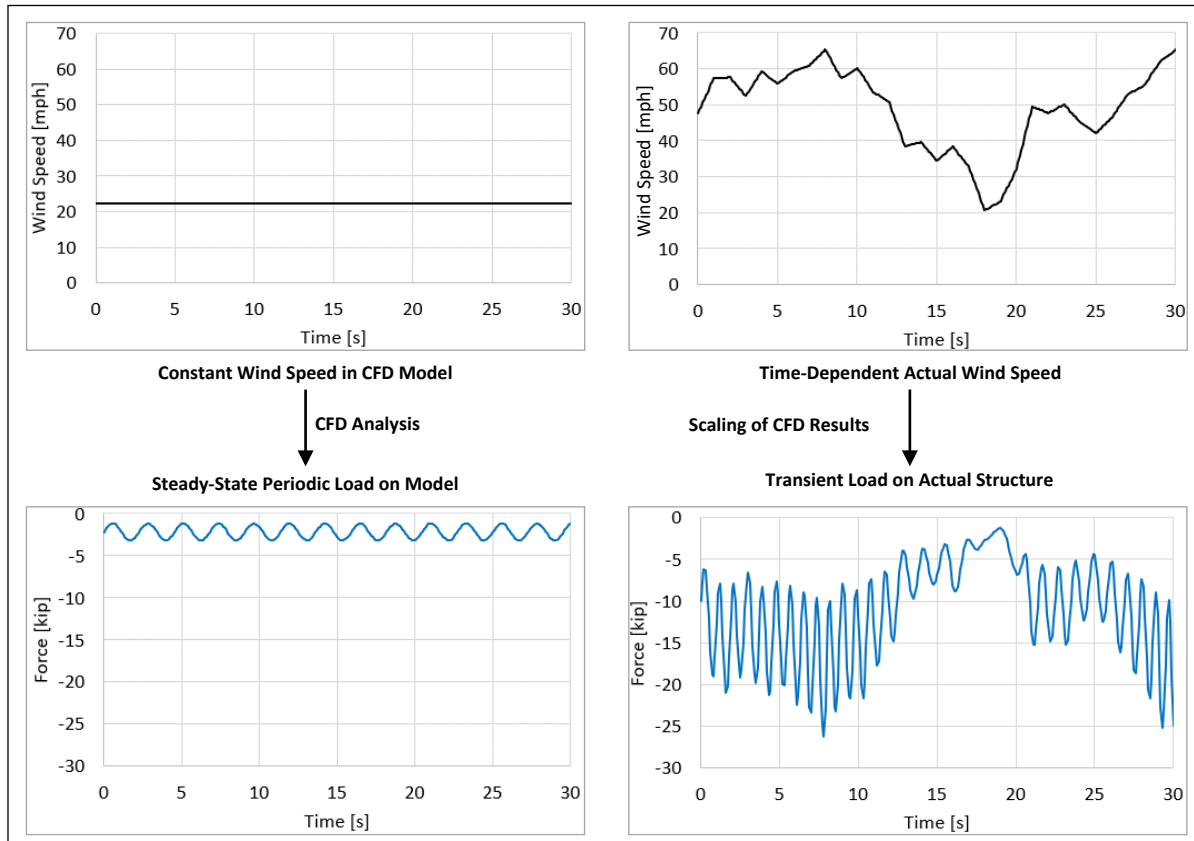 70
60
50
40
30
20
10
0
Wind Speed [mph]
0 5 10 15 20 25 30
Time [s]
Constant Wind Speed in CFD Model
CFD Analysis
Steady-State Periodic Load on Model
0
-5
-10
-15
-20
-25
-30
Force [kip]
0 5 10 15 20 25 30
Time [s]
70
60
50
40
30
20
10
0
Wind Speed [mph]
0 5 10 15 20 25 30
Time [s]
Time-Dependent Actual Wind Speed
Scaling of CFD Results
Transient Load on Actual Structure
0
-5
-10
-15
-20
-25
-30
Force [kip]
0 5 10 15 20 25 30
Time [s]